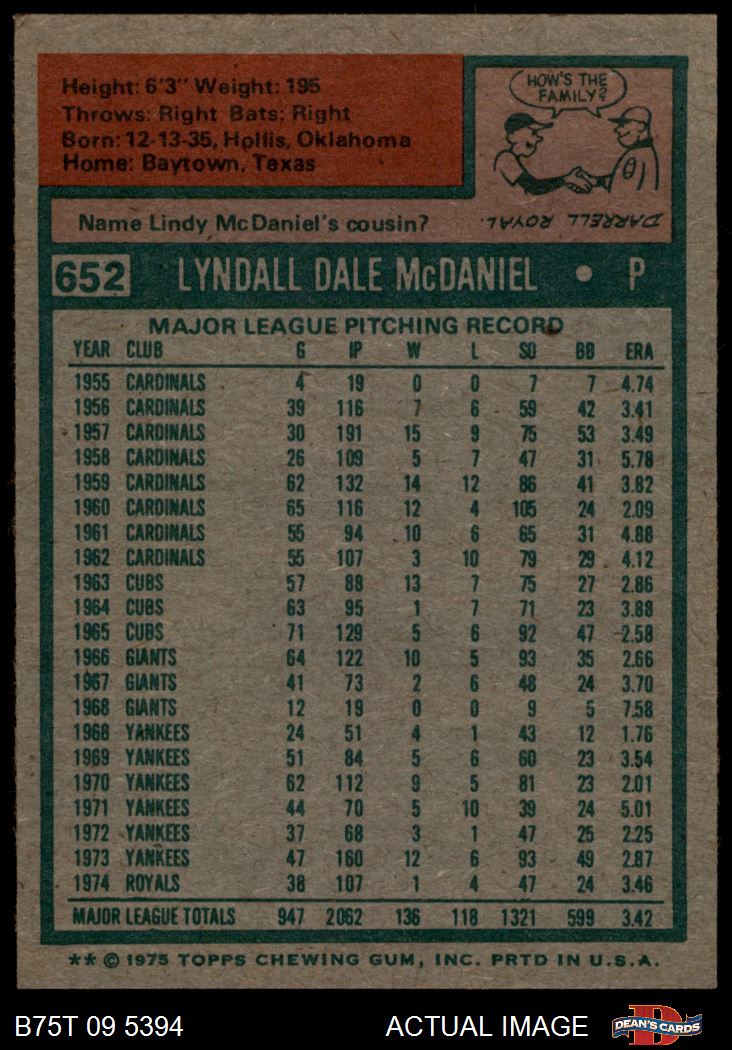 Height: 6'3" Weight: 195
Throws: Right Bats: Right
Born: 12-13-35, Hollis, Oklahoma
Home: Baytown, Texas
HOW'S THE
FAMILY?
Name Lindy McDaniel's cousin?
DARRELL ROYAL.
652 LYNDALL DALE McDANIEL • P
MAJOR LEAGUE PITCHING RECORD
YEAR CLUB G IP W L SO BB ERA
1955 CARDINALS 4 19 0 0 7 7 4.74
1956 CARDINALS 39 116 7 6 59 42 3.41
1957 CARDINALS 30 191 15 9 75 53 3.49
1958 CARDINALS 26 109 5 7 47 31 5.78
1959 CARDINALS 62 132 14 12 86 41 3.82
1960 CARDINALS 65 116 12 4 105 24 2.09
1961 CARDINALS 55 94 10 6 65 31 4.88
1962 CARDINALS 55 107 3 10 79 29 4.12
1963 CUBS 57 88 13 7 75 27 2.86
1964 CUBS 63 95 1 7 71 23 3.88
1965 CUBS 71 129 5 6 92 47 2.58
1966 GIANTS 64 122 10 5 93 35 2.66
1967 GIANTS 41 73 2 6 48 24 3.70
1968 GIANTS 12 19 0 0 9 5 7.58
1968 YANKEES 24 51 4 1 43 12 1.76
1969 YANKEES 51 84 5 6 60 23 3.54
1970 YANKEES 62 112 9 5 81 23 2.01
1971 YANKEES 44 70 5 10 39 24 5.01
1972 YANKEES 37 68 3 1 47 25 2.25
1973 YANKEES 47 160 12 6 93 49 2.87
1974 ROYALS 38 107 1 4 47 24 3.46
MAJOR LEAGUE TOTALS 947 2062 136 118 1321 599 3.42
** © 1975 TOPPS CHEWING GUM, INC. PRTD IN U.S.A.
B75T 09 5394 ACTUAL IMAGE D DEAN'S CARDS